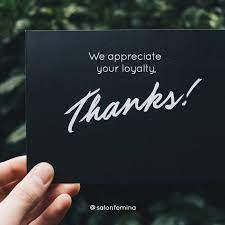 We appreciate
your loyalty,
Thanks!
@salonfemina